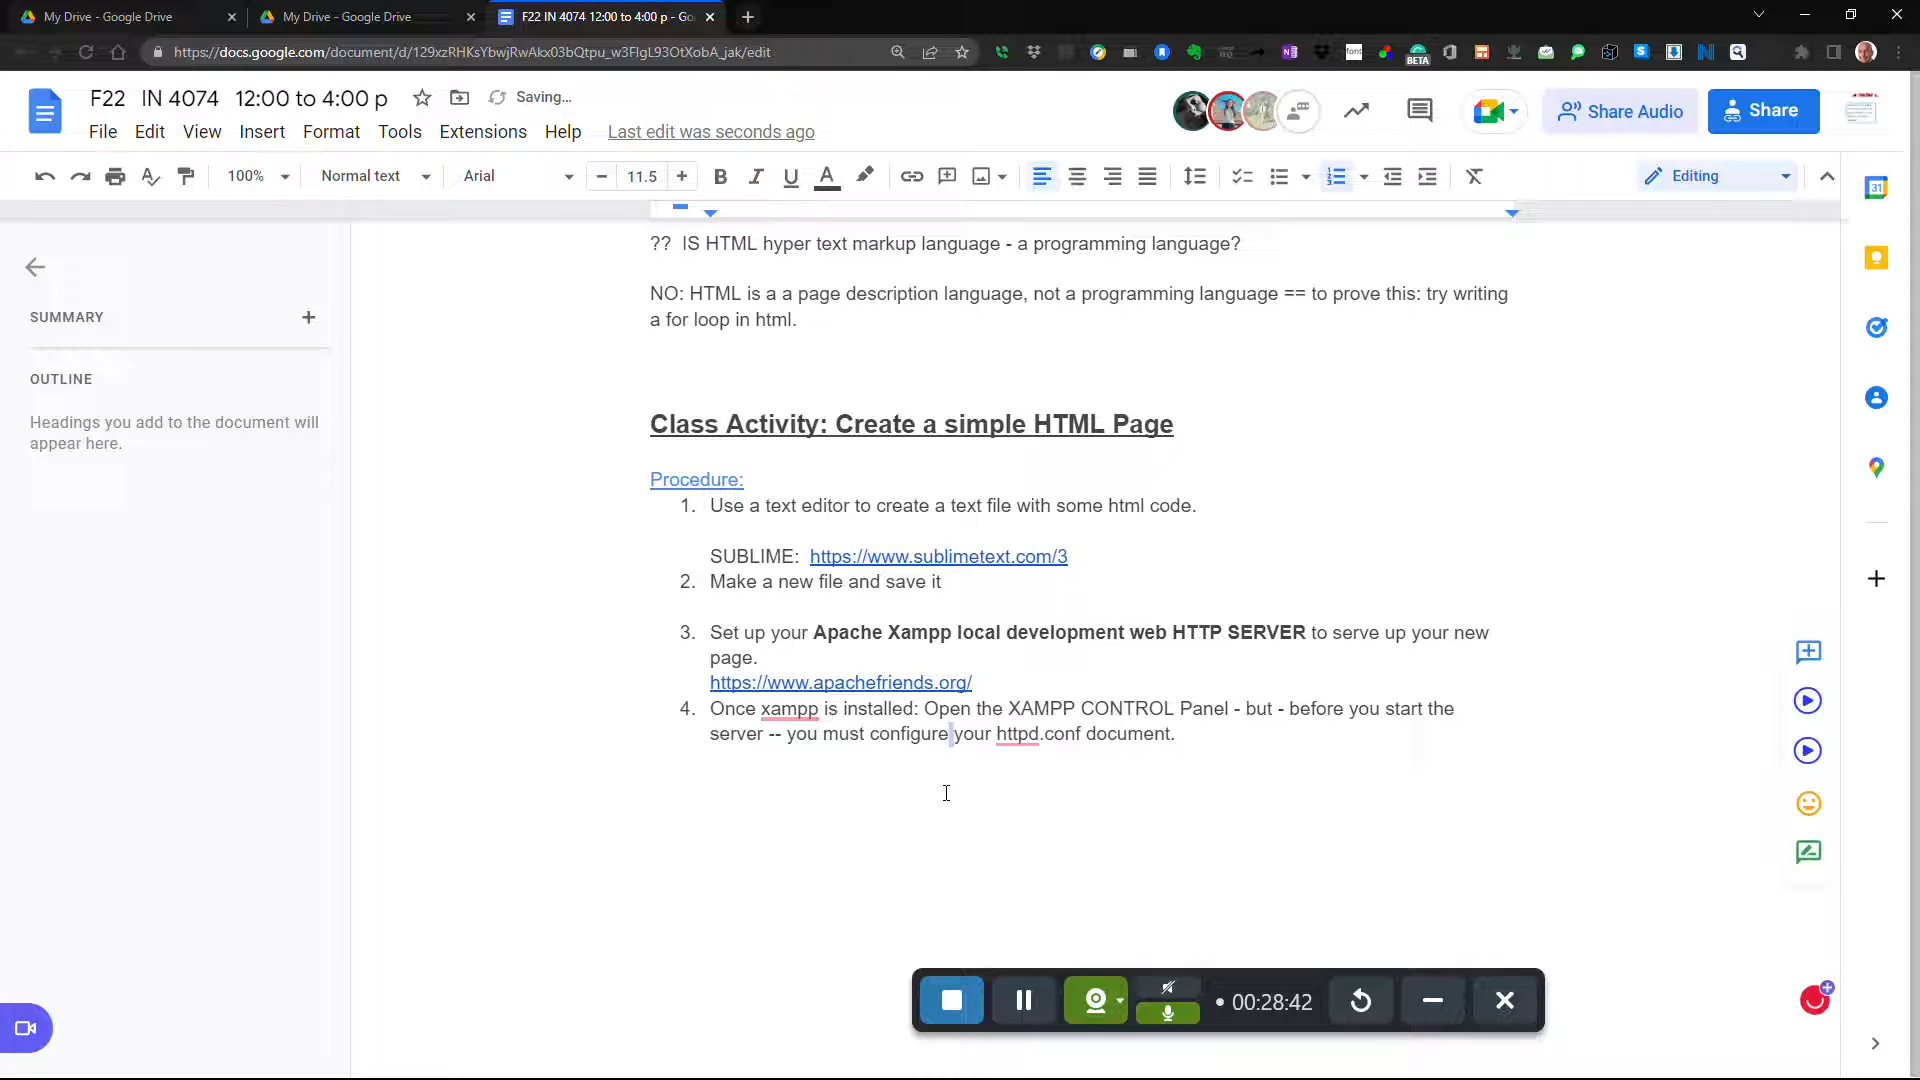 My Drive - Google Drive
My Drive - Google Drive
F22 IN 4074 12:00 to 4:00 p - Go
https://docs.google.com/document/d/129xzRHKsYbwjRwAkx03bQtpu_w3FlgL93OtXobA_jak/edit
font
BETA
F22 IN 4074 12:00 to 4:00 p
Saving...
Share Audio
Share
File Edit View Insert Format Tools Extensions Help
Last edit was seconds ago
100% Normal text Arial 11.5
Editing
31
SUMMARY
OUTLINE
Headings you add to the document will
appear here.
?? IS HTML hyper text markup language - a programming language?
NO: HTML is a a page description language, not a programming language == to prove this: try writing
a for loop in html.
Class Activity: Create a simple HTML Page
Procedure:
1. Use a text editor to create a text file with some html code.
SUBLIME: https://www.sublimetext.com/3
2. Make a new file and save it
3. Set up your Apache Xampp local development web HTTP SERVER to serve up your new
page.
https://www.apachefriends.org/
4. Once xampp is installed: Open the XAMPP CONTROL Panel - but - before you start the
server -- you must configure your httpd.conf document.
00:28:42